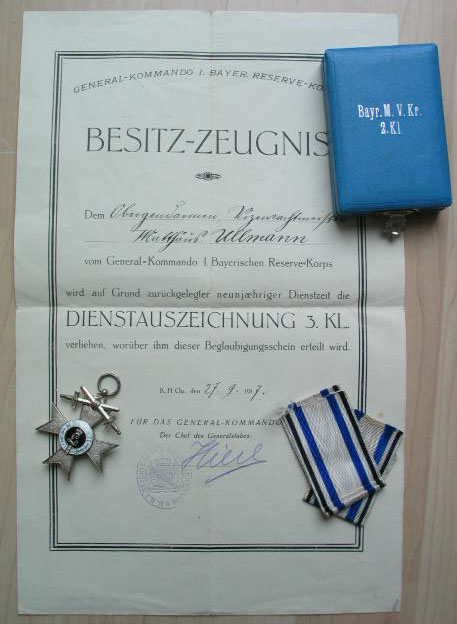 GENERAL-KOMMANDO I. BAYER. RESERVE-KO
BESITZ-ZEUGNIS
Dem Obergendarmen, Vizewachtmeister
Matthäus Ullmann
vom General-Kommando I. Bayerischen Reserve-Korps
wird auf Grund zurückgelegter neunjähriger Dienstzeit die
DIENSTAUSZEICHNUNG 3. KL.
verliehen, worüber ihm dieser Beglaubigungsschein erteilt wird.
K.H.Qu., den 27. 9. 1917.
FÜR DAS GENERAL-KOMMANDO
Der Chef des Generalstabes.
Bayr. M. V. Kr.
2. Kl.